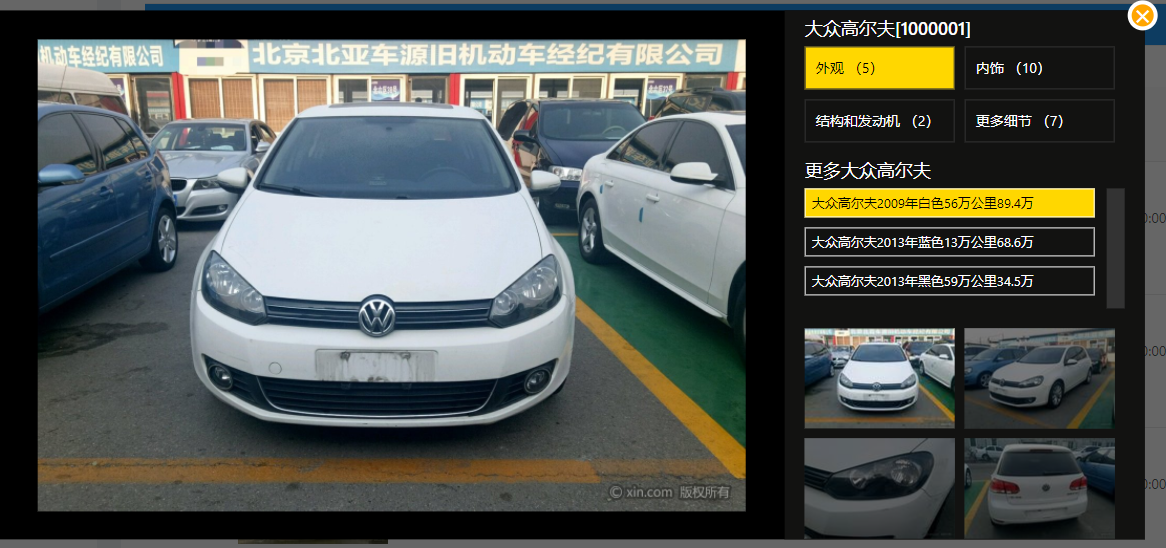 机动车经纪有限公司
北京北亚车源旧机动车经纪有限公司
© xin.com 版权所有
大众高尔夫[1000001]
外观 （5）
内饰 （10）
结构和发动机 （2）
更多细节 （7）
更多大众高尔夫
大众高尔夫2009年白色56万公里89.4万
大众高尔夫2013年蓝色13万公里68.6万
大众高尔夫2013年黑色59万公里34.5万